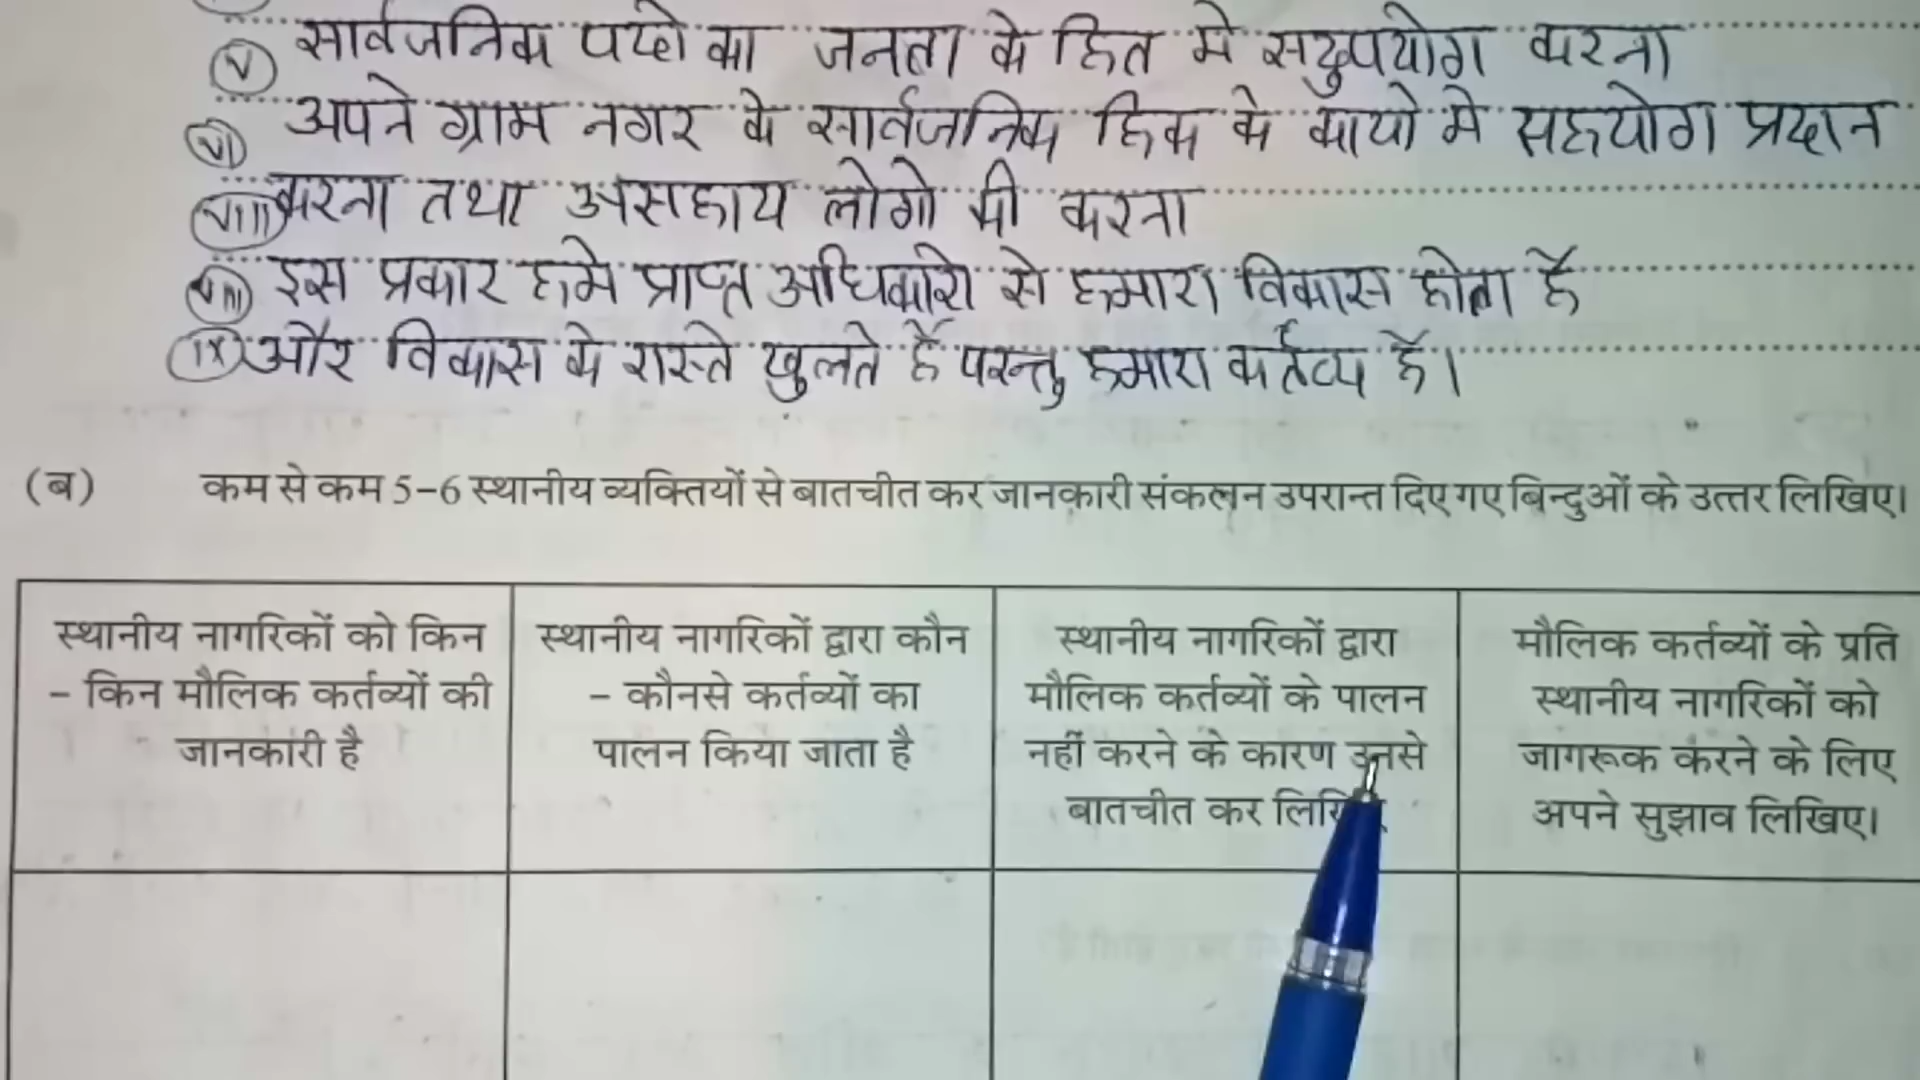 (v) सार्वजनिक पदो का जनता के हित मे सदुपयोग करना
(vi) अपने ग्राम नगर के सार्वजनिक हिक के कार्यो मे सहयोग प्रदान
(viii) करना तथा असहाय लोगो की करना
(viii) इस प्रकार हमे प्राप्त अधिकारो से हमारा विकास होता है
(ix) और विकास के रास्ते खुलते है परन्तु हमारा कर्तव्य है।
(ब) कम से कम 5-6 स्थानीय व्यक्तियों से बातचीत कर जानकारी संकलन उपरान्त दिए गए बिन्दुओं के उत्तर लिखिए।
स्थानीय नागरिकों को किन
- किन मौलिक कर्तव्यों की
जानकारी है
स्थानीय नागरिकों द्वारा कौन
- कौनसे कर्तव्यों का
पालन किया जाता है
स्थानीय नागरिकों द्वारा
मौलिक कर्तव्यों के पालन
नहीं करने के कारण उनसे
बातचीत कर
मौलिक कर्तव्यों के प्रति
स्थानीय नागरिकों को
जागरूक करने के लिए
अपने सुझाव लिखिए।